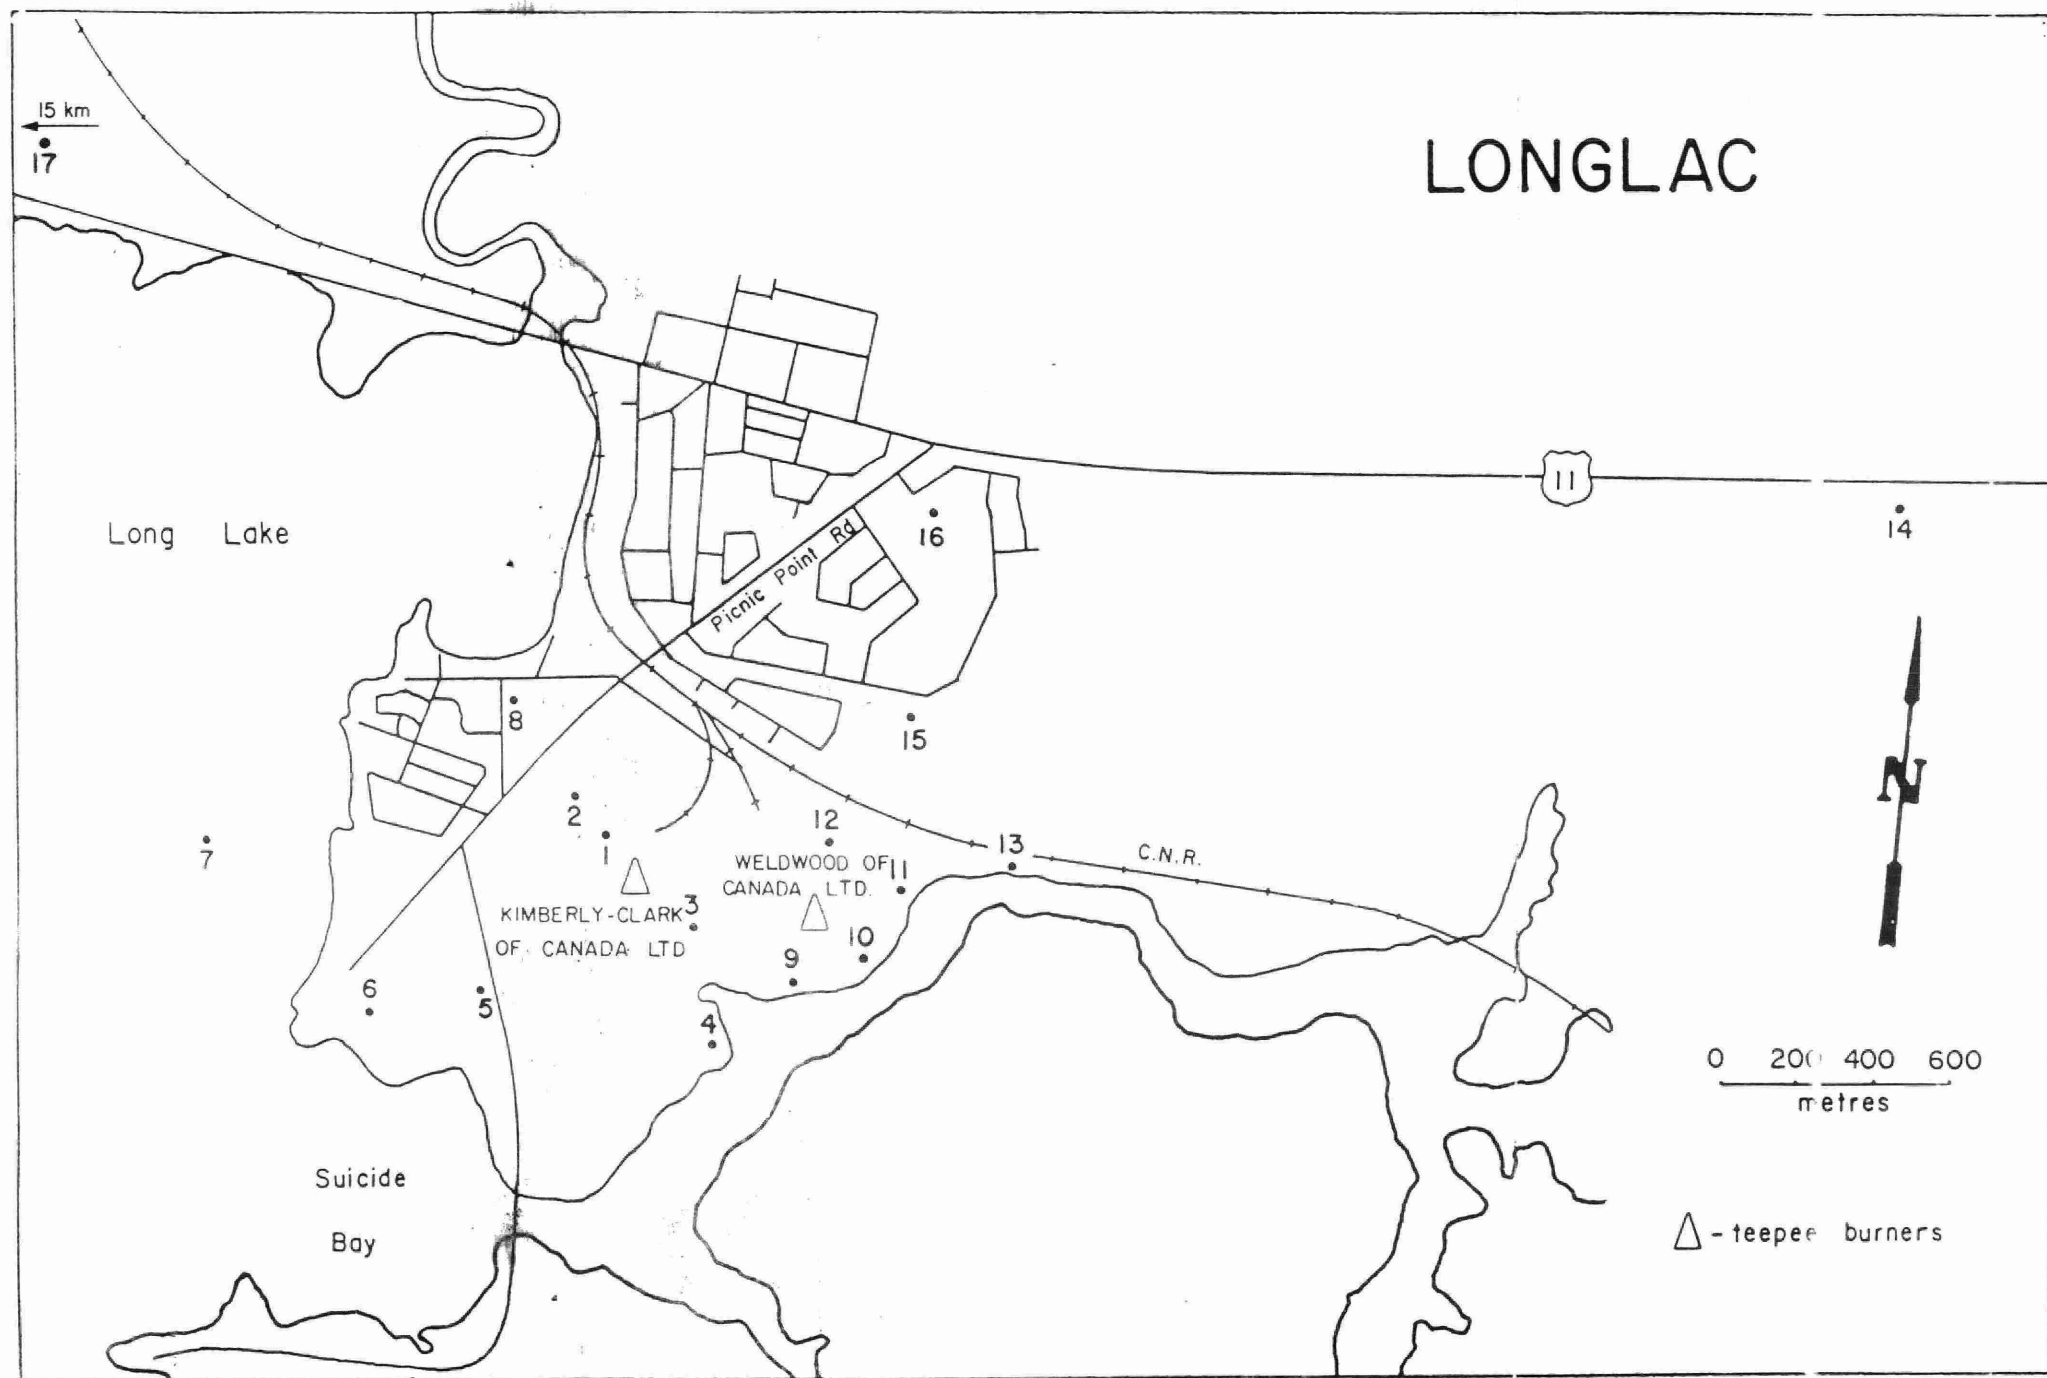 LONGLAC
15 km
17
11
14
Long Lake
16
Picnic Point Rd
8
15
2
1
12
13
C.N.R.
7
WELDWOOD OF
CANADA LTD.
11
3
KIMBERLY-CLARK
OF CANADA LTD
10
9
6
5
4
N
0 200 400 600
metres
Suicide
Bay
△ - teepee burners